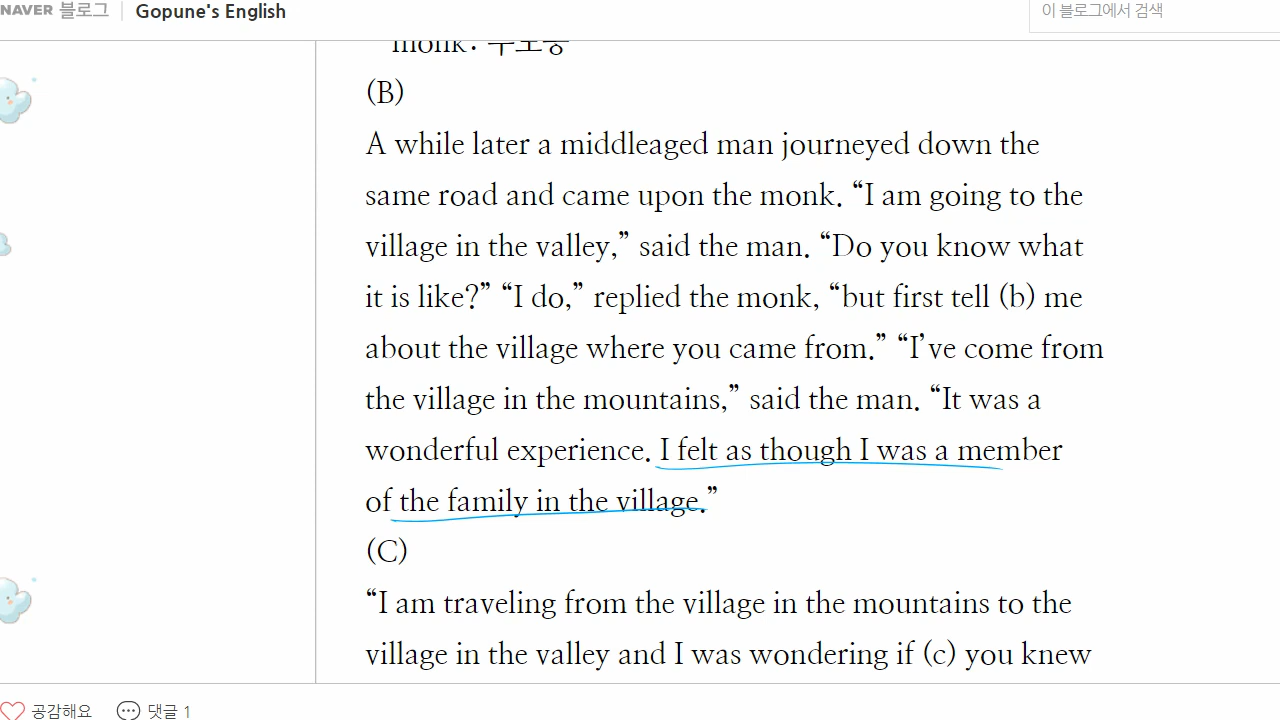 NAVER 블로그 | Gopune's English
이 블로그에서 검색
monk: 수도승
(B)
A while later a middleaged man journeyed down the
same road and came upon the monk. “I am going to the
village in the valley,” said the man. “Do you know what
it is like?” “I do,” replied the monk, “but first tell (b) me
about the village where you came from.” “I’ve come from
the village in the mountains,” said the man. “It was a
wonderful experience. I felt as though I was a member
of the family in the village.”
(C)
“I am traveling from the village in the mountains to the
village in the valley and I was wondering if (c) you knew
공감해요 댓글 1